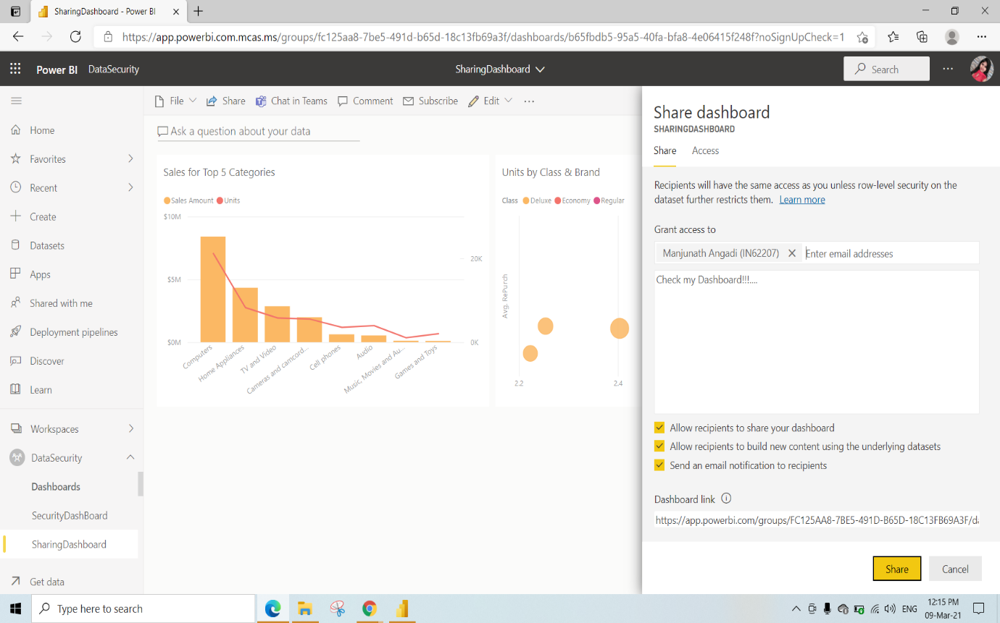 SharingDashboard - Power BI
https://app.powerbi.com.mcas.ms/groups/fc125aa8-7be5-491d-b65d-18c13fb69a3f/dashboards/b65fbdb5-95a5-40fa-bfa8-4e06415f248f?noSignUpCheck=1
Power BI DataSecurity
SharingDashboard
Search
Home
Favorites
Recent
Create
Datasets
Apps
Shared with me
Deployment pipelines
Discover
Learn
Workspaces
DataSecurity
Dashboards
SecurityDashBoard
SharingDashboard
Get data
File Share Chat in Teams Comment Subscribe Edit
Ask a question about your data
Sales for Top 5 Categories
Sales Amount Units
$10M
$5M
$0M
20K
0K
Computers
Home Appliances
TV and Video
Cameras and camcord...
Cell phones
Audio
Music, Movies and Au...
Games and Toys
Units by Class & Brand
Class Deluxe Economy Regular
Avg. RePurch
2.2 2.4
Share dashboard
SHARINGDASHBOARD
Share Access
Recipients will have the same access as you unless row-level security on the
dataset further restricts them. Learn more
Grant access to
Manjunath Angadi (IN62207) Enter email addresses
Check my Dashboard!!!....
Allow recipients to share your dashboard
Allow recipients to build new content using the underlying datasets
Send an email notification to recipients
Dashboard link
https://app.powerbi.com/groups/FC125AA8-7BE5-491D-B65D-18C13FB69A3F/da
Share Cancel
Type here to search
ENG
12:15 PM
09-Mar-21